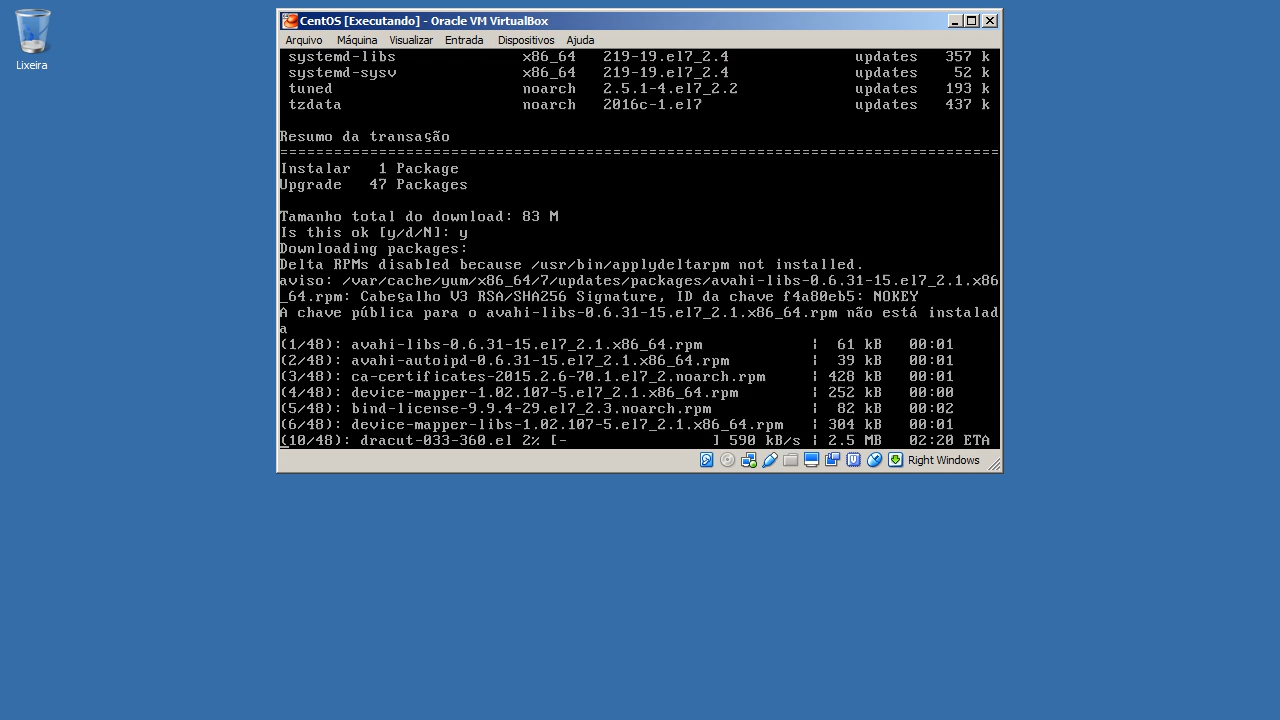 Lixeira
CentOS [Executando] - Oracle VM VirtualBox
Arquivo Máquina Visualizar Entrada Dispositivos Ajuda
systemd-libs x86_64 219-19.el7_2.4 updates 357 k
systemd-sysv x86_64 219-19.el7_2.4 updates 52 k
tuned noarch 2.5.1-4.el7_2.2 updates 193 k
tzdata noarch 2016c-1.el7 updates 437 k
Resumo da transação
================================================================================
Instalar 1 Package
Upgrade 47 Packages
Tamanho total do download: 83 M
Is this ok [y/d/N]: y
Downloading packages:
Delta RPMs disabled because /usr/bin/applydeltarpm not installed.
aviso: /var/cache/yum/x86_64/7/updates/packages/avahi-libs-0.6.31-15.el7_2.1.x86
_64.rpm: Cabeçalho V3 RSA/SHA256 Signature, ID da chave f4a80eb5: NOKEY
A chave pública para o avahi-libs-0.6.31-15.el7_2.1.x86_64.rpm não está instalad
a
(1/48): avahi-libs-0.6.31-15.el7_2.1.x86_64.rpm | 61 kB 00:01
(2/48): avahi-autoipd-0.6.31-15.el7_2.1.x86_64.rpm | 39 kB 00:01
(3/48): ca-certificates-2015.2.6-70.1.el7_2.noarch.rpm | 428 kB 00:01
(4/48): device-mapper-1.02.107-5.el7_2.1.x86_64.rpm | 252 kB 00:00
(5/48): bind-license-9.9.4-29.el7_2.3.noarch.rpm | 82 kB 00:02
(6/48): device-mapper-libs-1.02.107-5.el7_2.1.x86_64.rpm | 304 kB 00:01
(10/48): dracut-033-360.el 2% [- ] 590 kB/s | 2.5 MB 02:20 ETA
Right Windows